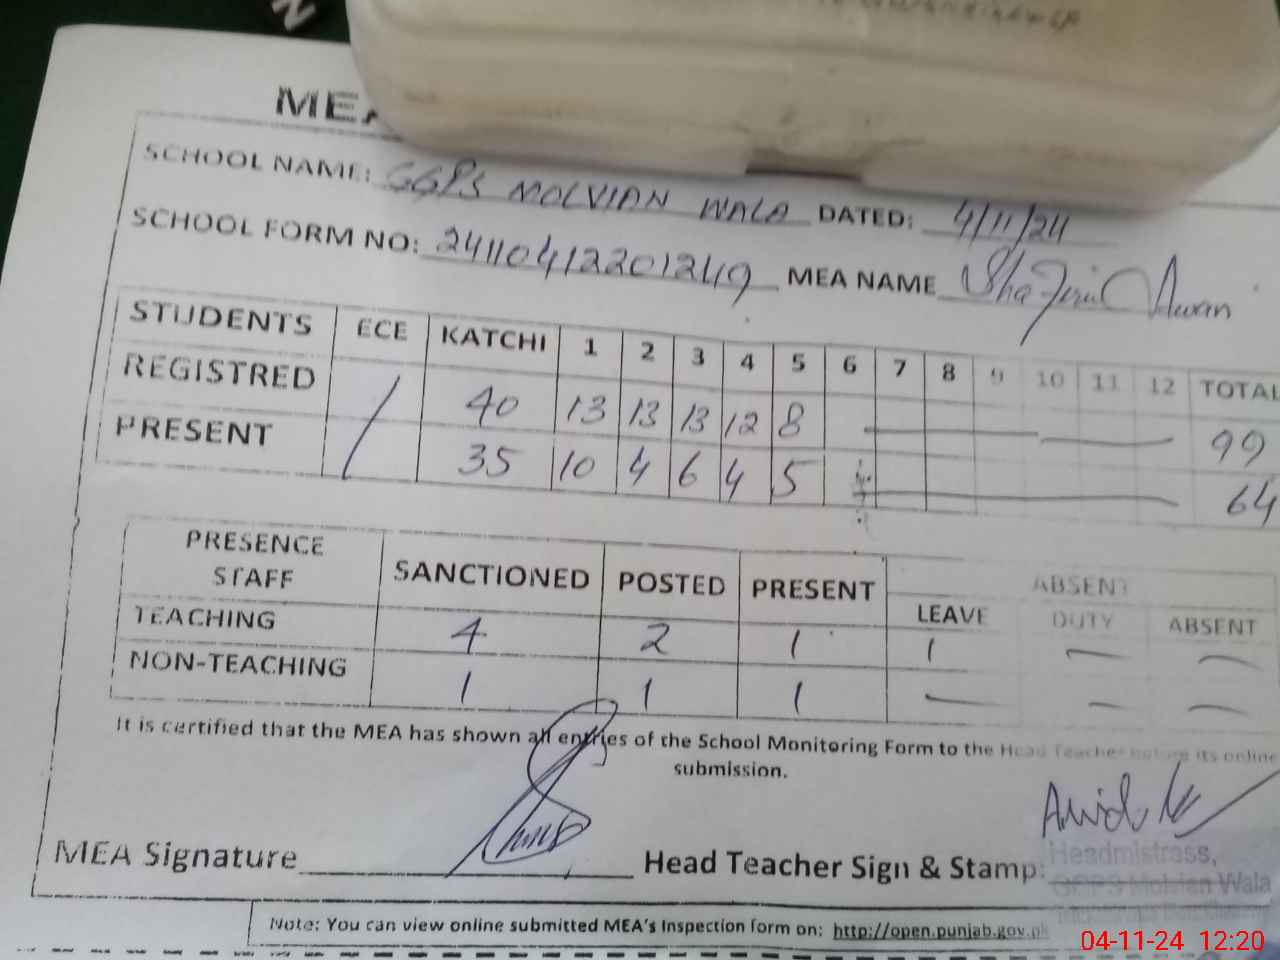 MEA
SCHOOL NAME: GGPS MOLVIAN WALA DATED: 4/11/24
SCHOOL FORM NO: 24110412201249 MEA NAME Awan
STUDENTS ECE KATCHI 1 2 3 4 5 6 7 8 9 10 11 12 TOTAL
REGISTRED / 40 13 13 13 12 8 — 99
PRESENT 35 10 4 6 4 5 — 64
PRESENCE STAFF SANCTIONED POSTED PRESENT ABSENT
LEAVE DUTY ABSENT
TEACHING 4 2 1 1 — —
NON-TEACHING 1 1 1 — — —
It is certified that the MEA has shown all entries of the School Monitoring Form to the Head Teacher before its online
submission.
MEA Signature Head Teacher Sign & Stamp:
Headmistress,
GGPS Molvian Wala
Note: You can view online submitted MEA's Inspection form on: http://open.punjab.gov.pk
04-11-24 12:20